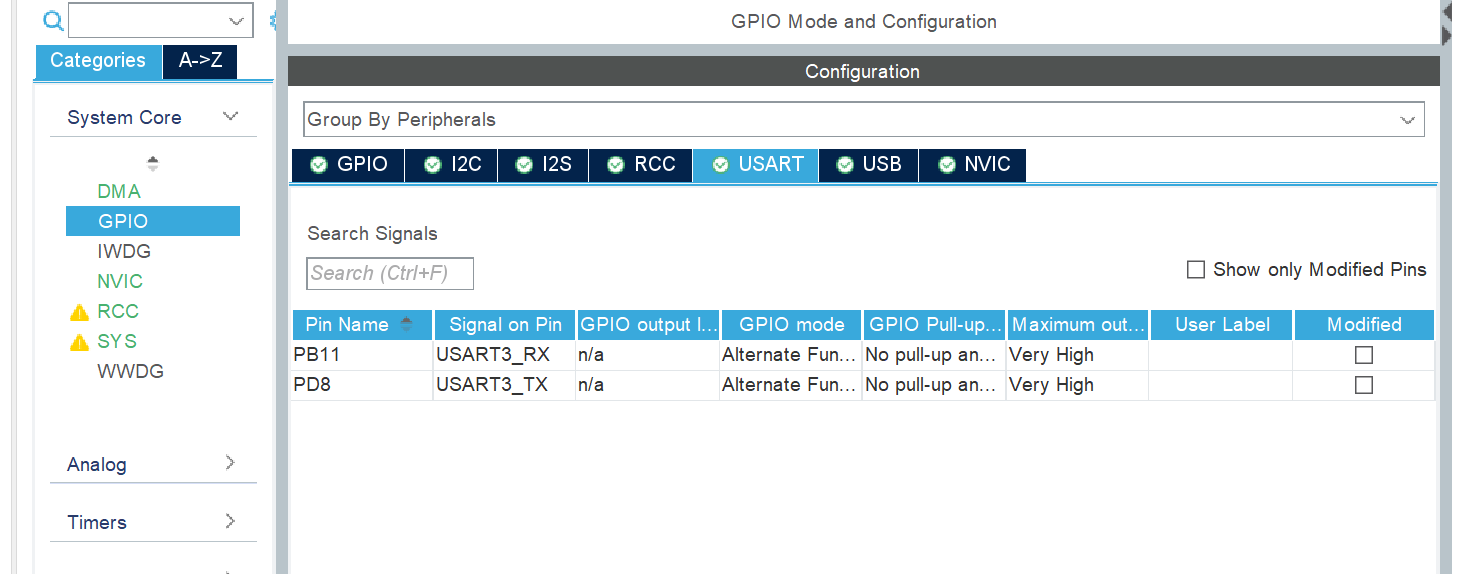 GPIO Mode and Configuration
Categories A->Z
Configuration
System Core
Group By Peripherals
GPIO I2C I2S RCC USART USB NVIC
DMA
GPIO
IWDG
NVIC
RCC
SYS
WWDG
Analog
Timers
Search Signals
Search (Ctrl+F)
Show only Modified Pins
Pin Name Signal on Pin GPIO output l... GPIO mode GPIO Pull-up... Maximum out... User Label Modified
PB11 USART3_RX n/a Alternate Fun... No pull-up an... Very High
PD8 USART3_TX n/a Alternate Fun... No pull-up an... Very High